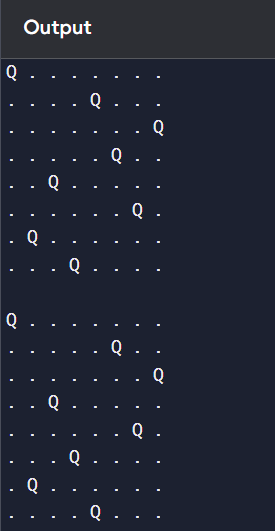 Output
Q . . . . . . .
. . . . Q . . .
. . . . . . . Q
. . . . . Q . .
. . Q . . . . .
. . . . . . Q .
. Q . . . . . .
. . . Q . . . .

Q . . . . . . .
. . . . . Q . .
. . . . . . . Q
. . Q . . . . .
. . . . . . Q .
. . . Q . . . .
. Q . . . . . .
. . . . Q . . .